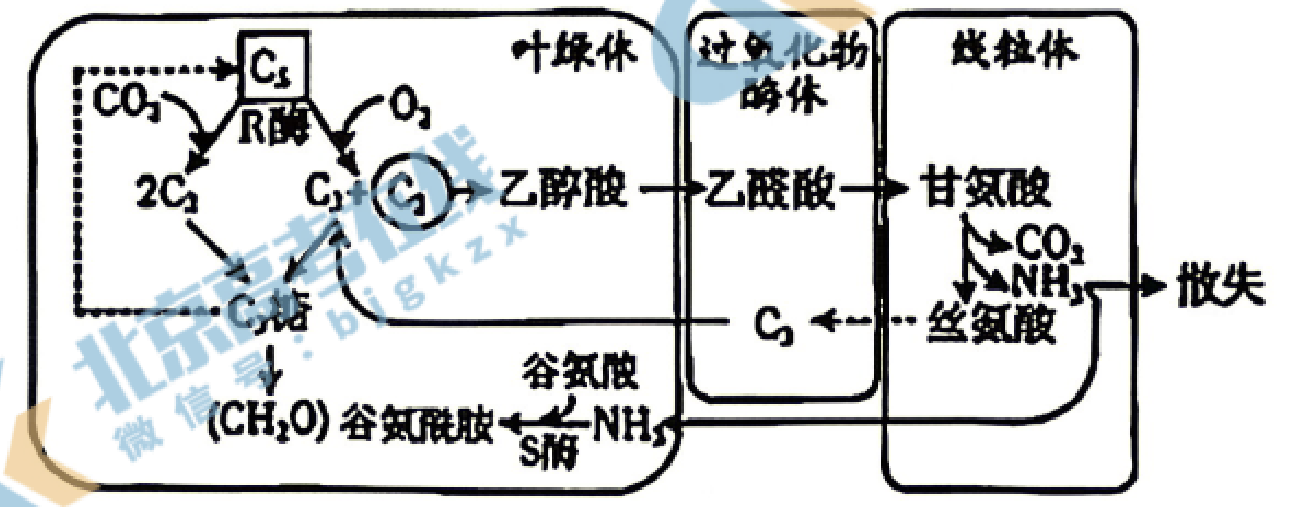 叶绿体
过氧化物
酶体
线粒体
C₅
CO₂
R酶
O₂
2C₃
C₃+
C₂
乙醇酸
乙醛酸
甘氨酸
CO₂
NH₃
散失
丝氨酸
C₃
C₃糖
(CH₂O)
谷氨酰胺
谷氨酸
S酶
NH₃
北京高考在线
微信号:bjgkzx